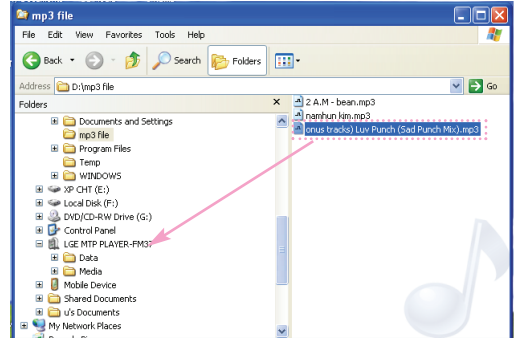 mp3 file
File Edit View Favorites Tools Help
Back Search Folders
Address D:\mp3 file Go
Folders
Documents and Settings
mp3 file
Program Files
Temp
WINDOWS
XP CHT (E:)
Local Disk (F:)
DVD/CD-RW Drive (G:)
Control Panel
LGE MTP PLAYER-FM37
Data
Media
Mobile Device
Shared Documents
u's Documents
My Network Places
2 A.M - bean.mp3
namhun kim.mp3
onus tracks) Luv Punch (Sad Punch Mix).mp3